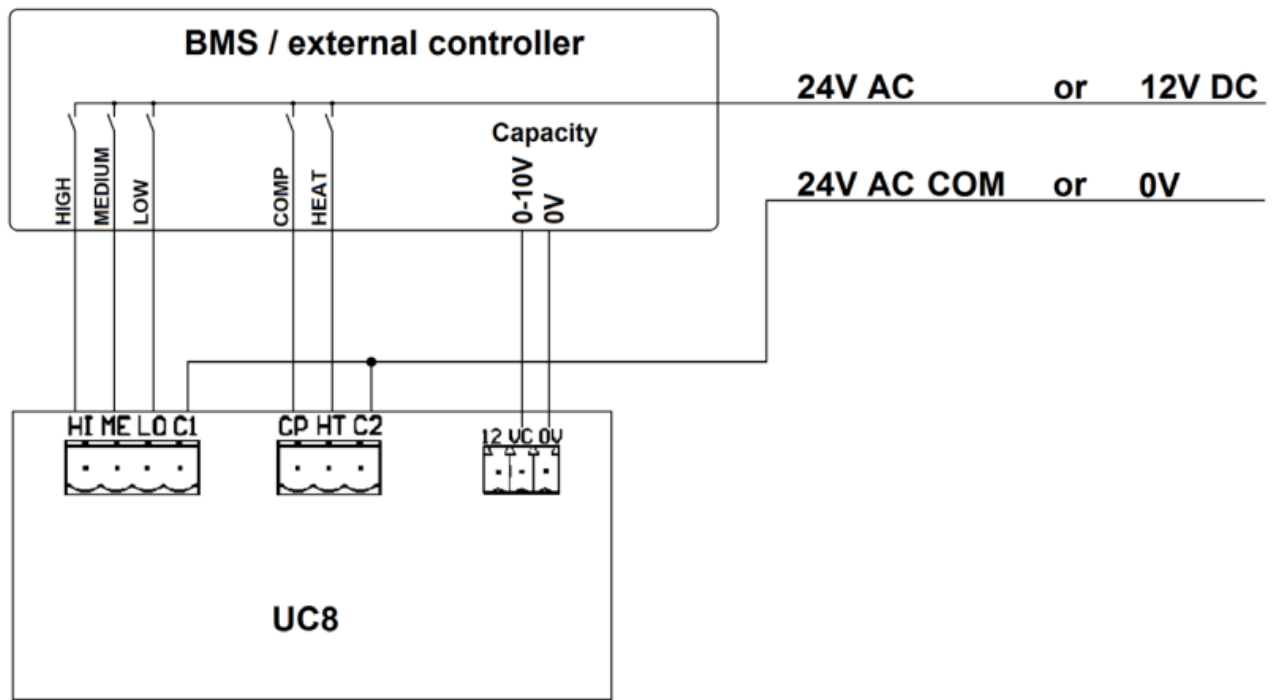 BMS / external controller
24V AC or 12V DC
Capacity
24V AC COM or 0V
HIGH
MEDIUM
LOW
COMP
HEAT
0-10V
0V
HI ME LO C1
CP HT C2
12 VC 0V
UC8